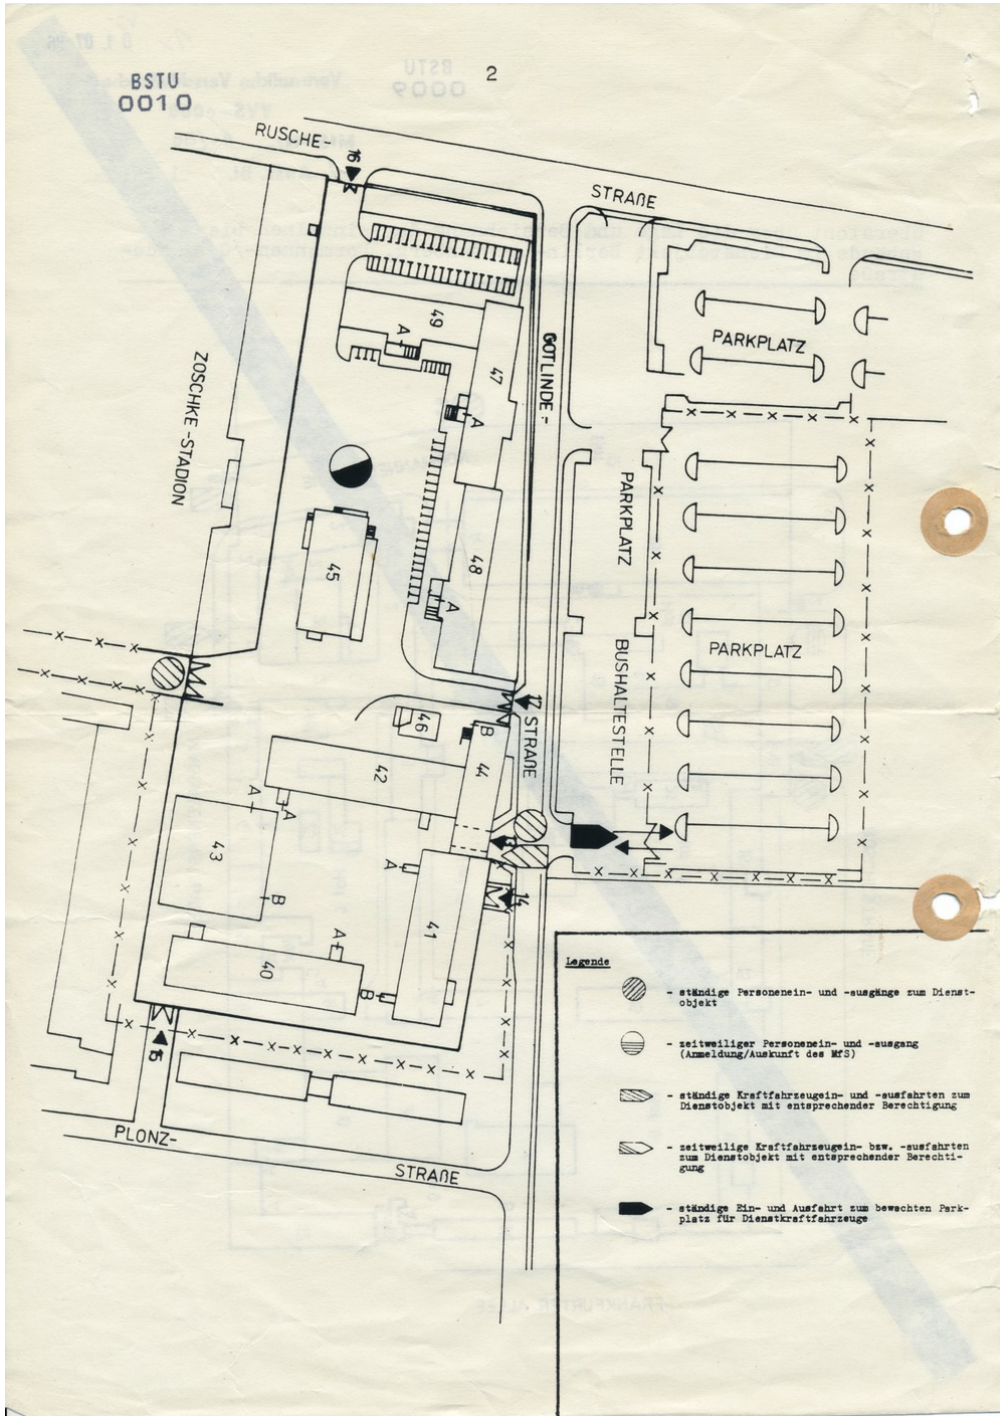 BSTU
0010
2
RUSCHE-
STRAßE
16
PARKPLATZ
49
A
47
A
GOTLINDE-
ZOSCHKE-STADION
PARKPLATZ
45
48
A
PARKPLATZ
BUSHALTESTELLE
17
STRAßE
46
B
44
42
A
A
43
B
13
A
14
41
A
40
B
15
PLONZ-
STRAßE
Legende
- ständige Personenein- und -ausgänge zum Dienst-
objekt
- zeitweiliger Personenein- und -ausgang
(Anmeldung/Auskunft des MfS)
- ständige Kraftfahrzeugein- und -ausfahrten zum
Dienstobjekt mit entsprechender Berechtigung
- zeitweilige Kraftfahrzeugein- bzw. -ausfahrten
zum Dienstobjekt mit entsprechender Berechti-
gung
- ständige Ein- und Ausfahrt zum bewachten Park-
platz für Dienstkraftfahrzeuge